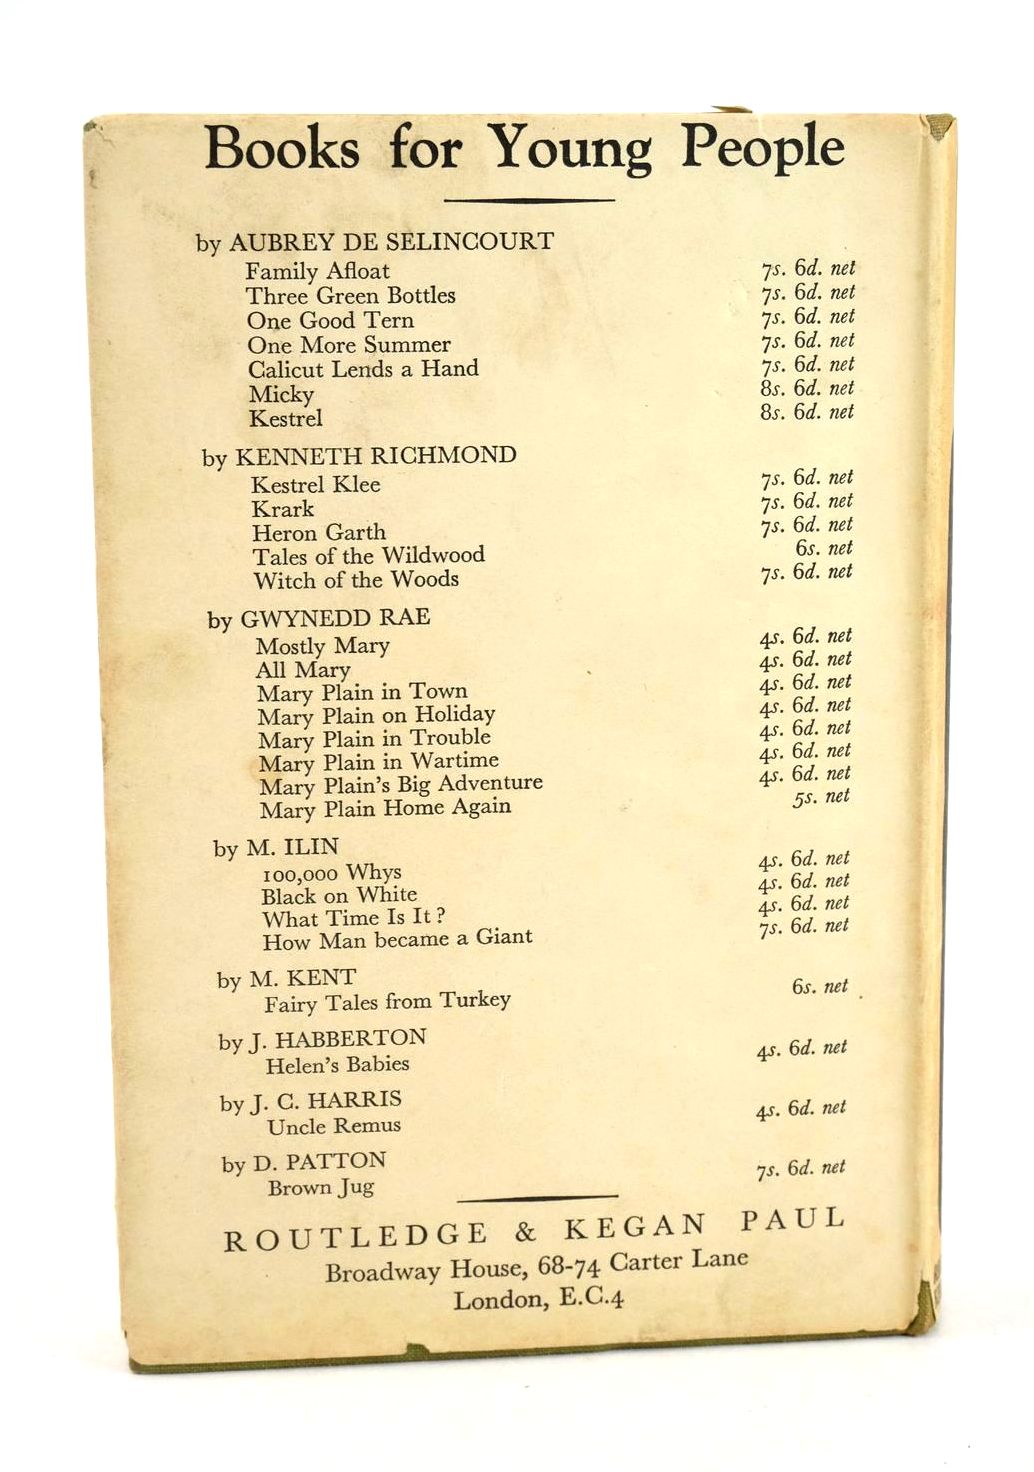 Books for Young People
by AUBREY DE SELINCOURT
Family Afloat 7s. 6d. net
Three Green Bottles 7s. 6d. net
One Good Tern 7s. 6d. net
One More Summer 7s. 6d. net
Calicut Lends a Hand 7s. 6d. net
Micky 8s. 6d. net
Kestrel 8s. 6d. net
by KENNETH RICHMOND
Kestrel Klee 7s. 6d. net
Krark 7s. 6d. net
Heron Garth 7s. 6d. net
Tales of the Wildwood 6s. net
Witch of the Woods 7s. 6d. net
by GWYNEDD RAE
Mostly Mary 4s. 6d. net
All Mary 4s. 6d. net
Mary Plain in Town 4s. 6d. net
Mary Plain on Holiday 4s. 6d. net
Mary Plain in Trouble 4s. 6d. net
Mary Plain in Wartime 4s. 6d. net
Mary Plain's Big Adventure 4s. 6d. net
Mary Plain Home Again 5s. net
by M. ILIN
100,000 Whys 4s. 6d. net
Black on White 4s. 6d. net
What Time Is It? 4s. 6d. net
How Man became a Giant 7s. 6d. net
by M. KENT
Fairy Tales from Turkey 6s. net
by J. HABBERTON
Helen's Babies 4s. 6d. net
by J. C. HARRIS
Uncle Remus 4s. 6d. net
by D. PATTON
Brown Jug 7s. 6d. net
ROUTLEDGE & KEGAN PAUL
Broadway House, 68-74 Carter Lane
London, E.C.4